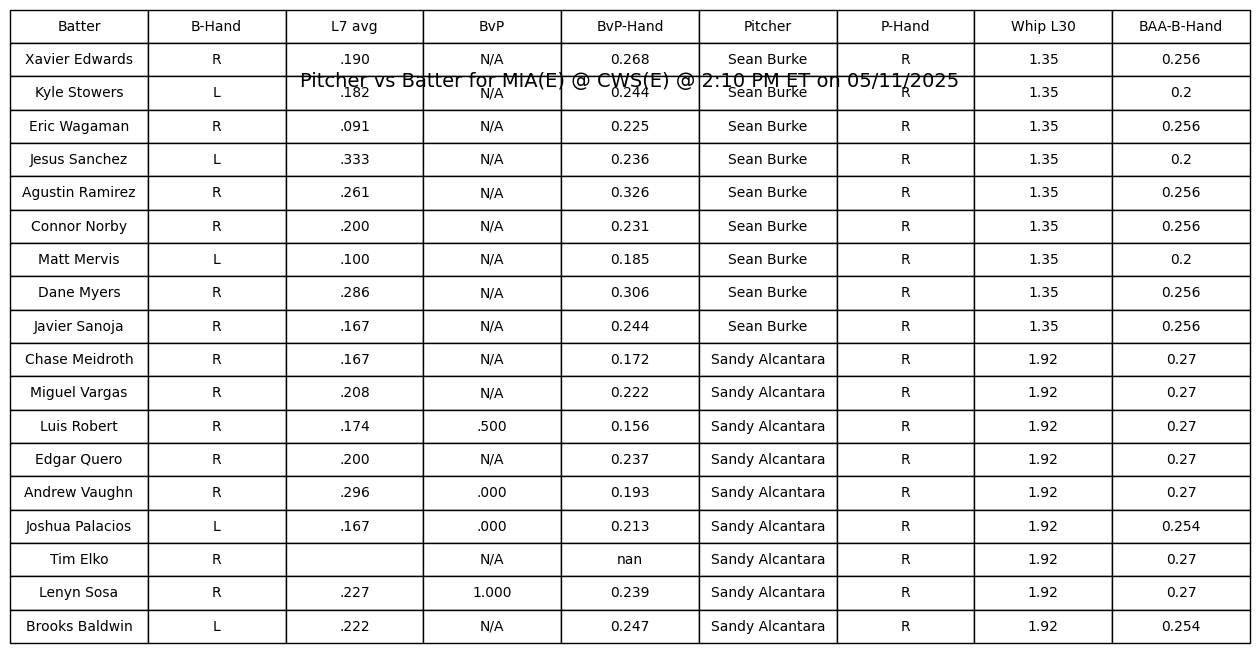 Batter B-Hand L7 avg BvP BvP-Hand Pitcher P-Hand Whip L30 BAA-B-Hand
Xavier Edwards R .190 N/A 0.268 Sean Burke R 1.35 0.256
Pitcher vs Batter for MIA(E) @ CWS(E) @ 2:10 PM ET on 05/11/2025
Kyle Stowers L .182 N/A 0.244 Sean Burke R 1.35 0.2
Eric Wagaman R .091 N/A 0.225 Sean Burke R 1.35 0.256
Jesus Sanchez L .333 N/A 0.236 Sean Burke R 1.35 0.2
Agustin Ramirez R .261 N/A 0.326 Sean Burke R 1.35 0.256
Connor Norby R .200 N/A 0.231 Sean Burke R 1.35 0.256
Matt Mervis L .100 N/A 0.185 Sean Burke R 1.35 0.2
Dane Myers R .286 N/A 0.306 Sean Burke R 1.35 0.256
Javier Sanoja R .167 N/A 0.244 Sean Burke R 1.35 0.256
Chase Meidroth R .167 N/A 0.172 Sandy Alcantara R 1.92 0.27
Miguel Vargas R .208 N/A 0.222 Sandy Alcantara R 1.92 0.27
Luis Robert R .174 .500 0.156 Sandy Alcantara R 1.92 0.27
Edgar Quero R .200 N/A 0.237 Sandy Alcantara R 1.92 0.27
Andrew Vaughn R .296 .000 0.193 Sandy Alcantara R 1.92 0.27
Joshua Palacios L .167 .000 0.213 Sandy Alcantara R 1.92 0.254
Tim Elko R N/A nan Sandy Alcantara R 1.92 0.27
Lenyn Sosa R .227 1.000 0.239 Sandy Alcantara R 1.92 0.27
Brooks Baldwin L .222 N/A 0.247 Sandy Alcantara R 1.92 0.254